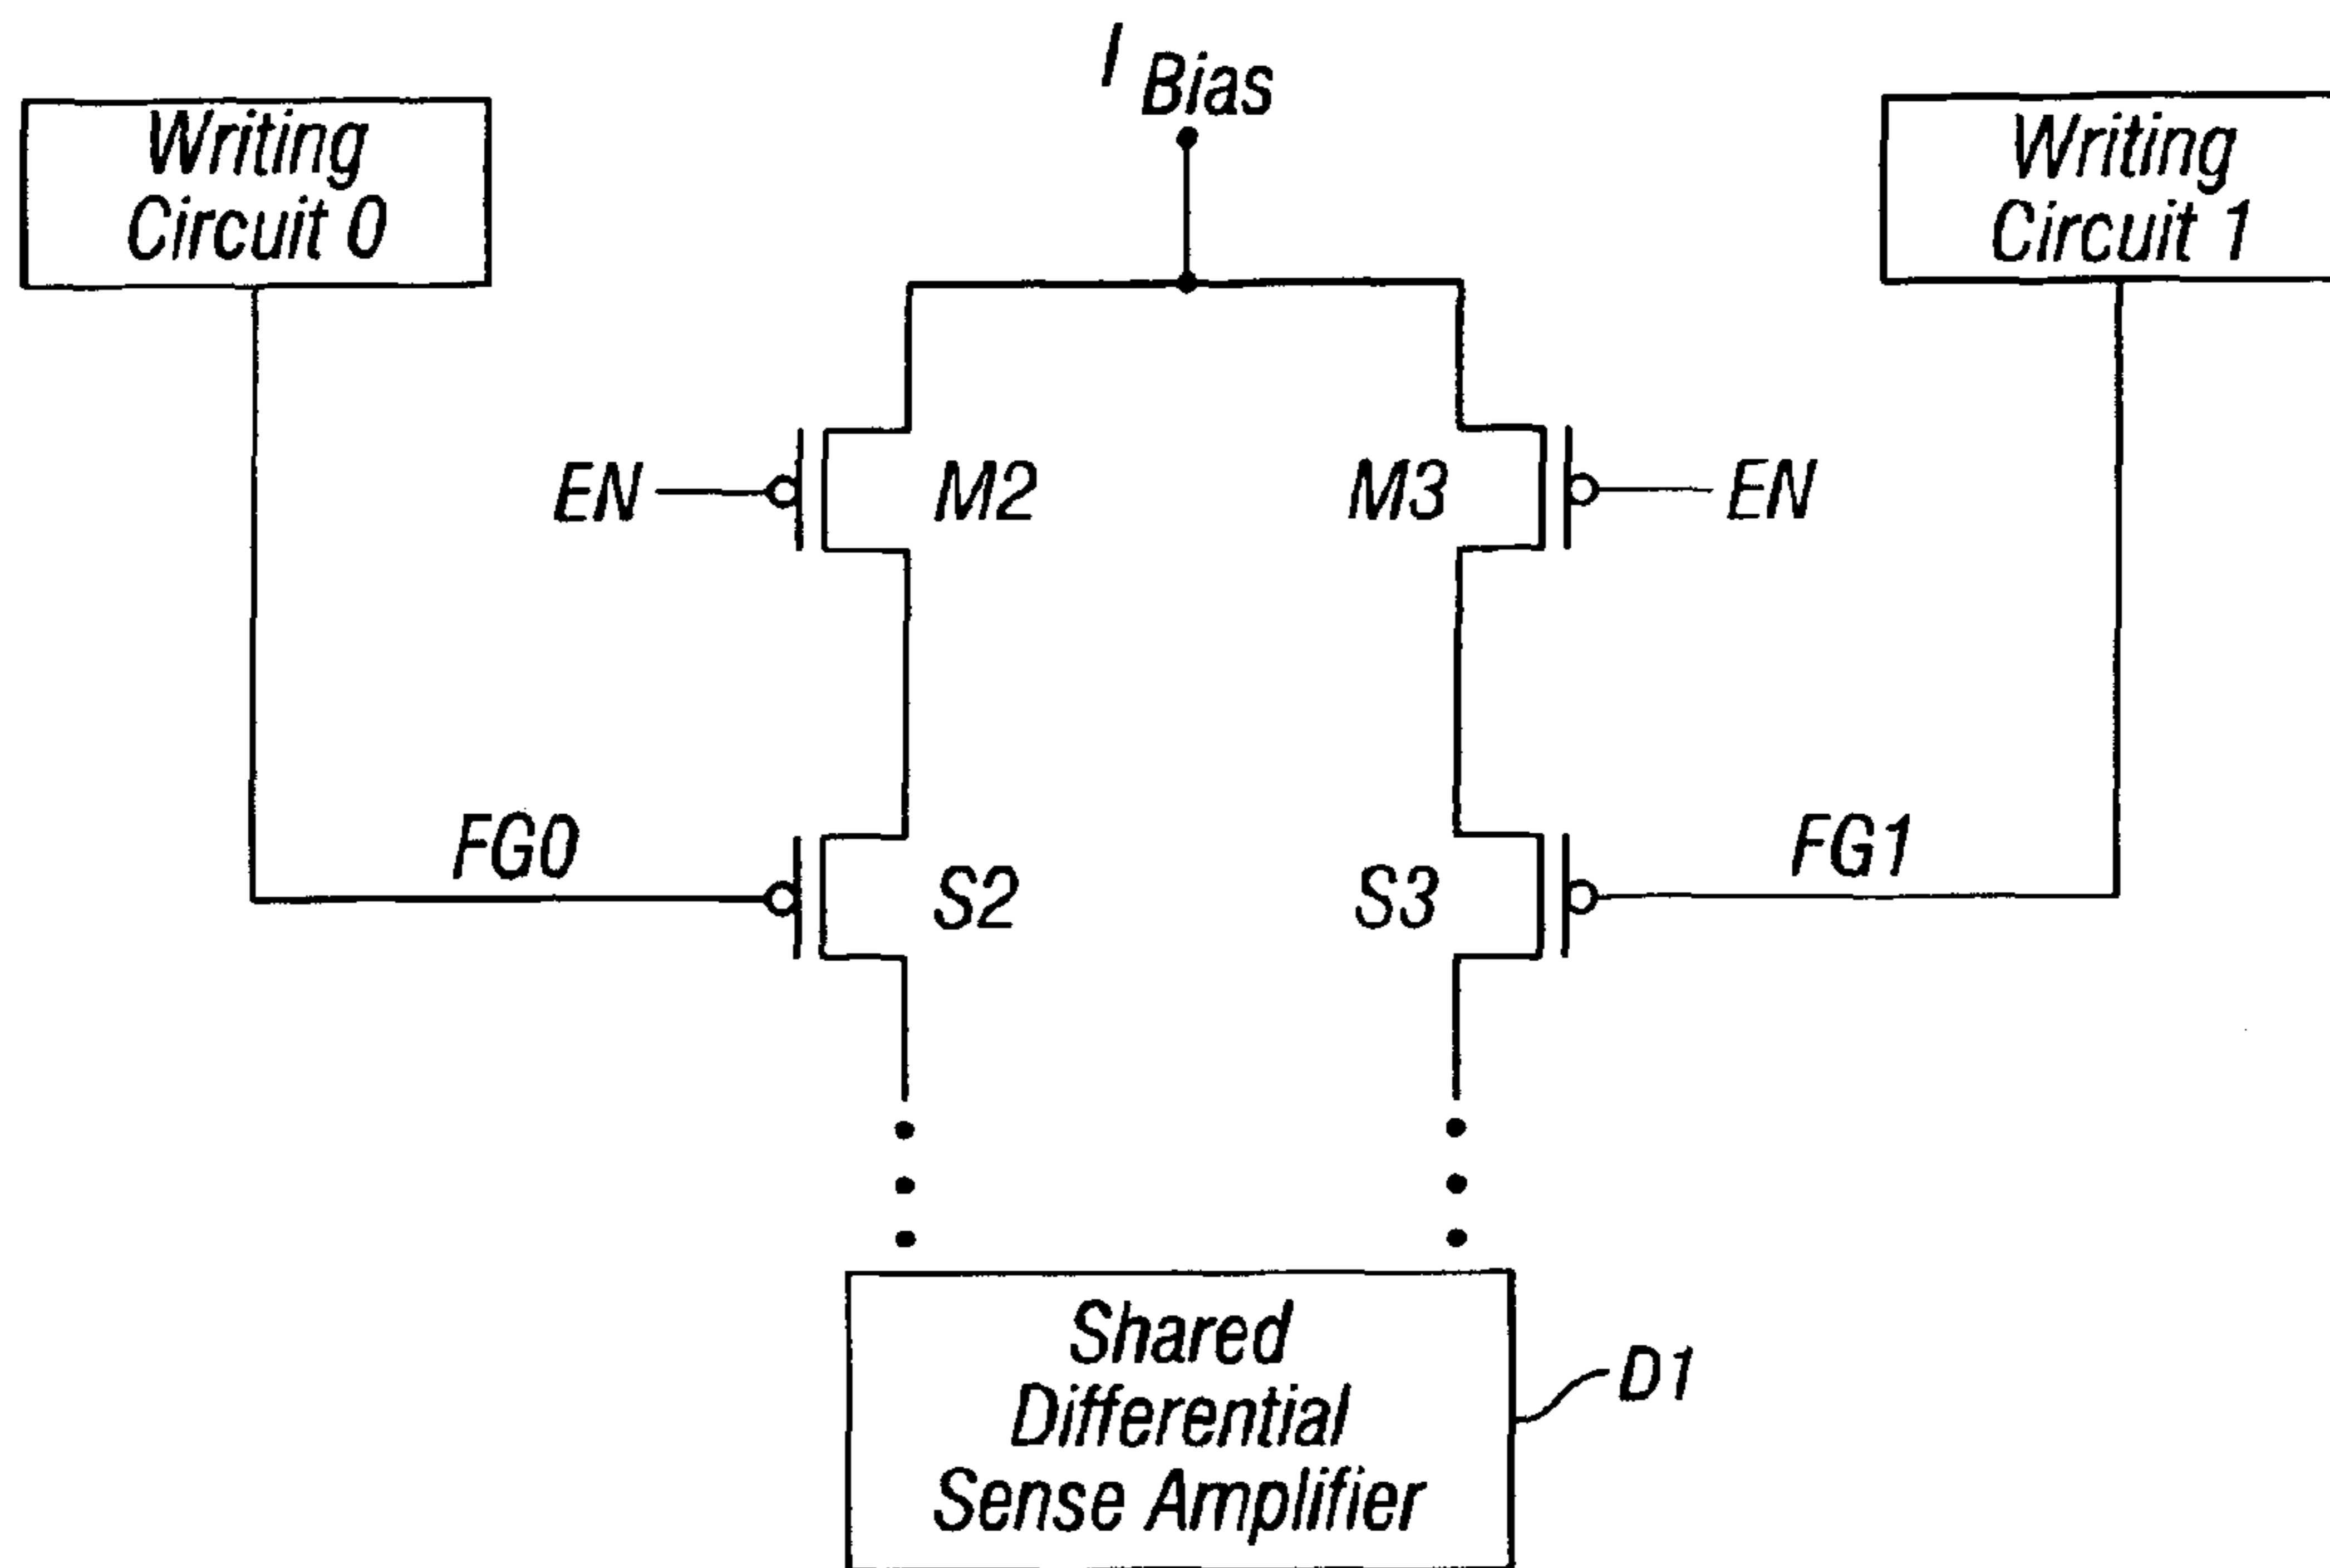 I Bias
Writing
Circuit 0
Writing
Circuit 1
EN
M2
M3
EN
FG0
S2
S3
FG1
Shared
Differential
Sense Amplifier
D1